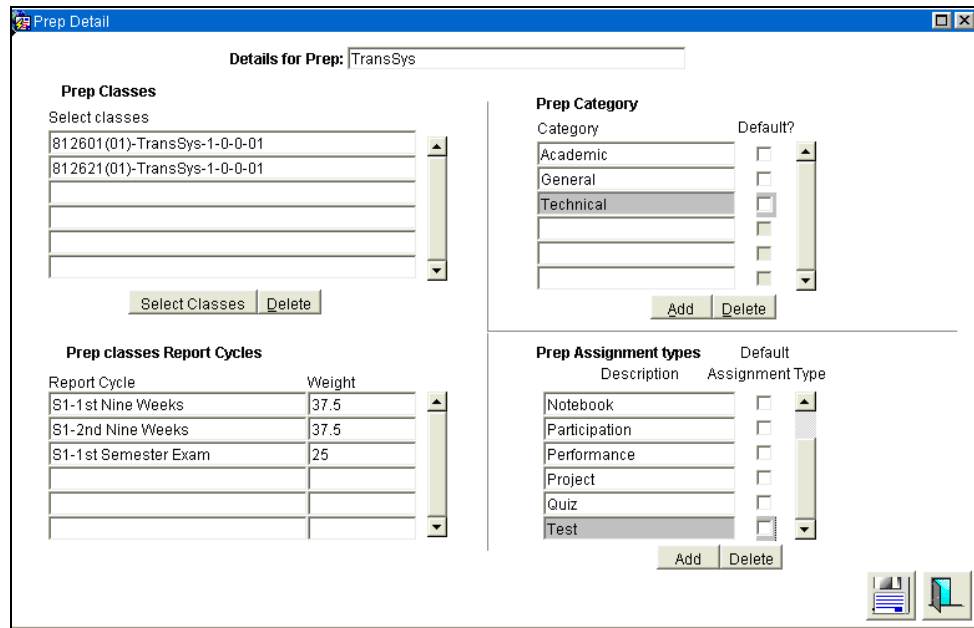 Prep Detail
Details for Prep: TransSys
Prep Classes
Select classes
812601(01)-TransSys-1-0-0-01
812621(01)-TransSys-1-0-0-01
Select Classes Delete
Prep Category
Category Default?
Academic
General
Technical
Add Delete
Prep classes Report Cycles
Report Cycle Weight
S1-1st Nine Weeks 37.5
S1-2nd Nine Weeks 37.5
S1-1st Semester Exam 25
Prep Assignment types Default
Description Assignment Type
Notebook
Participation
Performance
Project
Quiz
Test
Add Delete